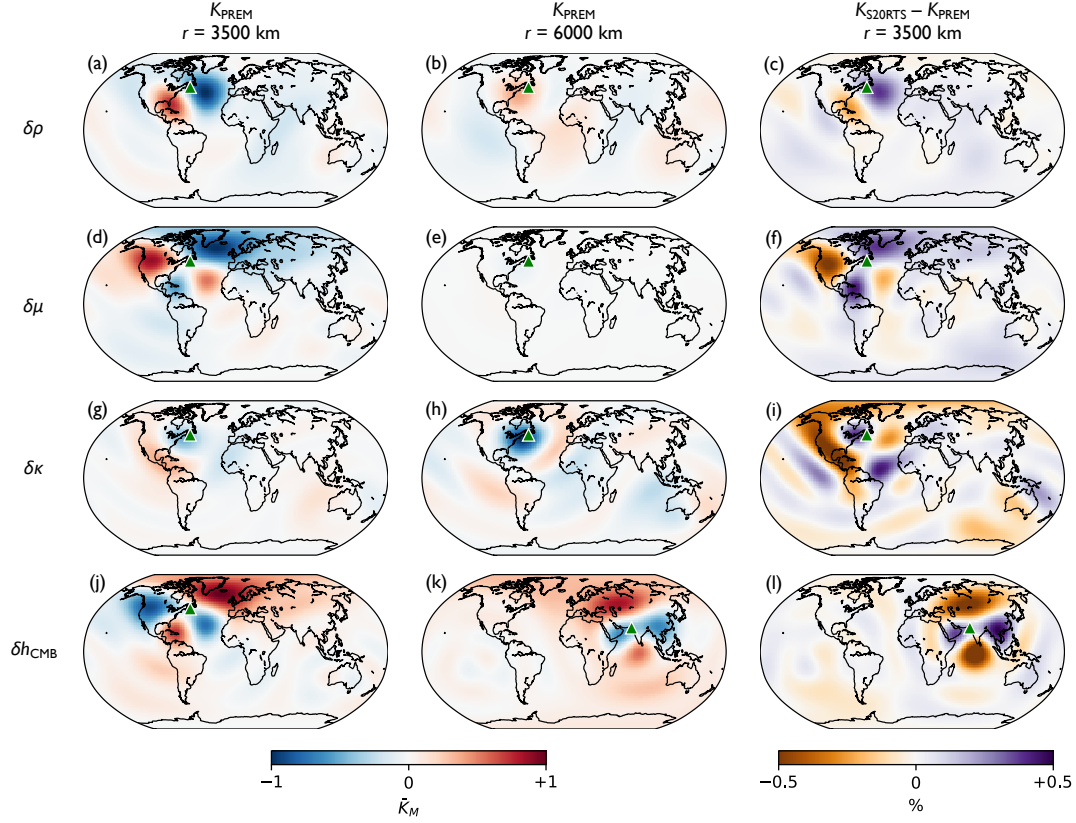 K_PREM K_PREM K_S20RTS − K_PREM
r = 3500 km r = 6000 km r = 3500 km
(a) (b) (c)
δρ
(d) (e) (f)
δμ
(g) (h) (i)
δκ
(j) (k) (l)
δh_CMB
−1 0 +1 −0.5 0 +0.5
K̄_M %